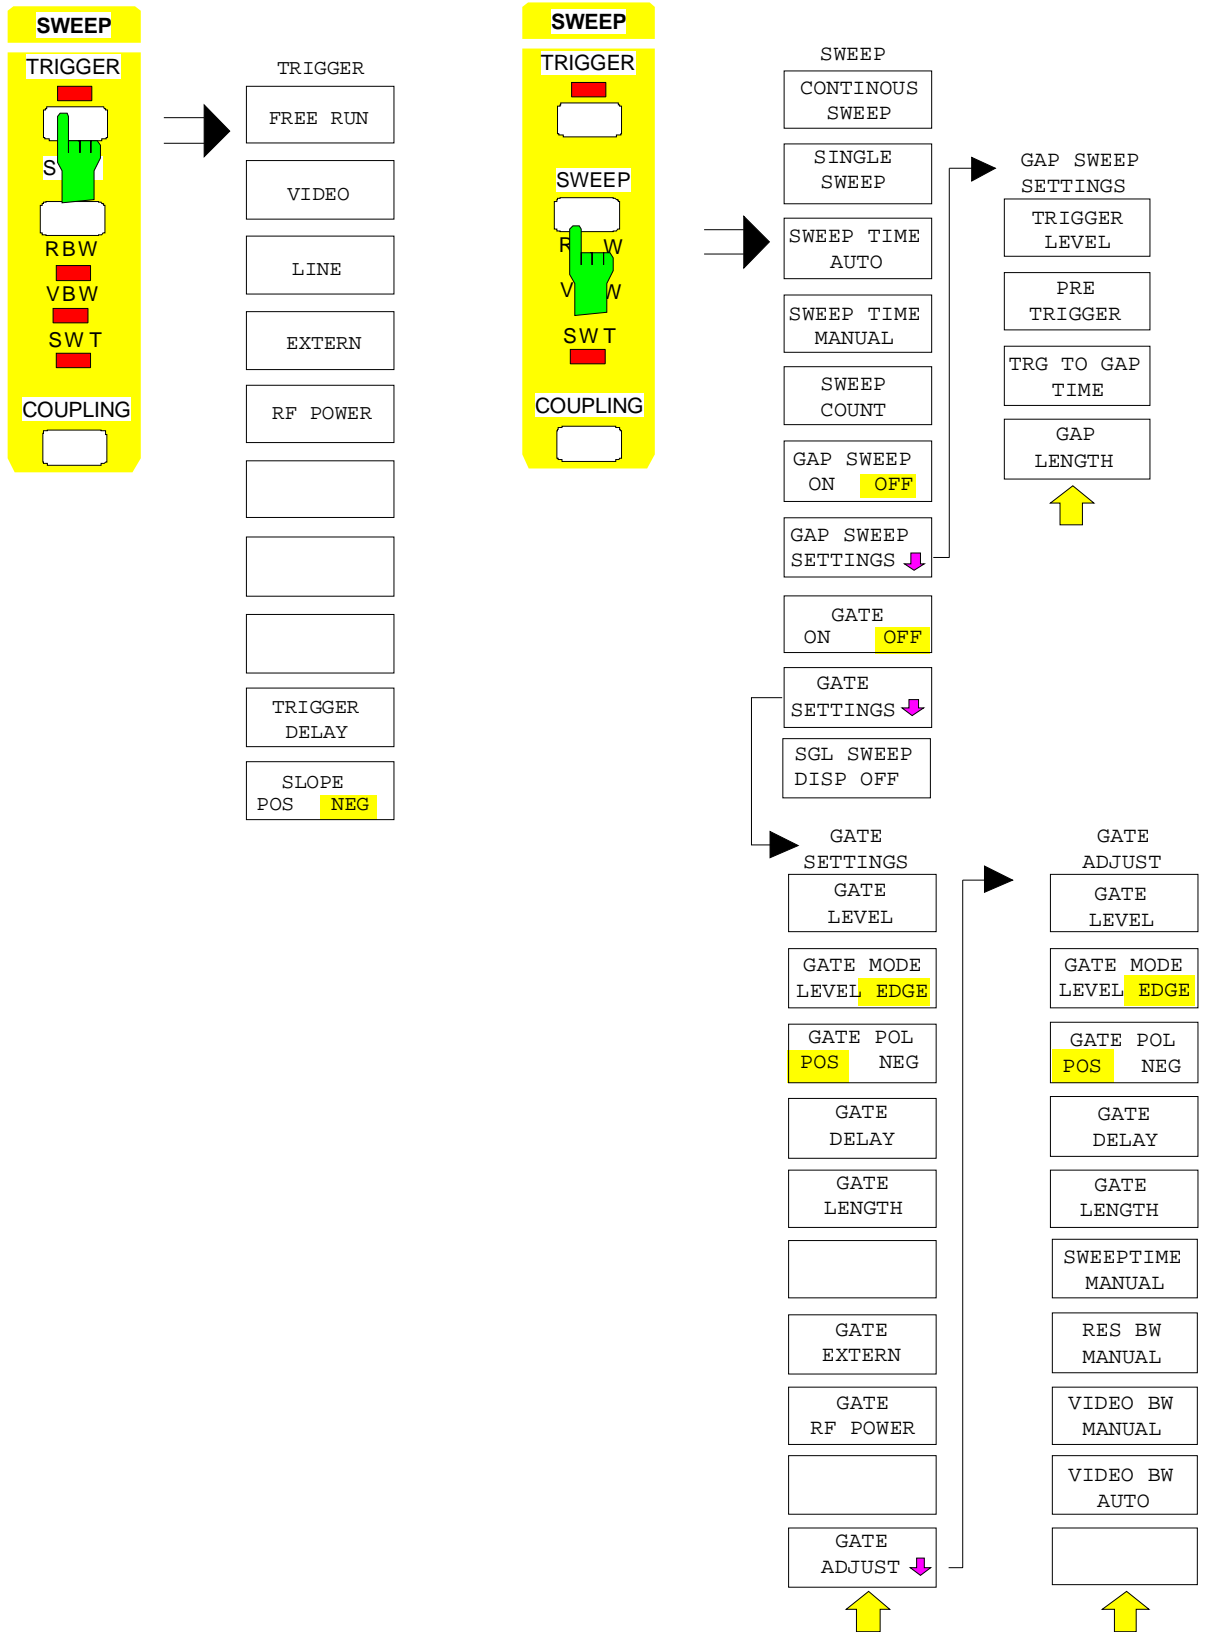 SWEEP
TRIGGER
S
RBW
VBW
SWT
COUPLING
TRIGGER
FREE RUN
VIDEO
LINE
EXTERN
RF POWER
TRIGGER
DELAY
SLOPE
POS NEG
SWEEP
TRIGGER
SWEEP
R W
V W
SWT
COUPLING
SWEEP
CONTINOUS
SWEEP
SINGLE
SWEEP
SWEEP TIME
AUTO
SWEEP TIME
MANUAL
SWEEP
COUNT
GAP SWEEP
ON OFF
GAP SWEEP
SETTINGS
GATE
ON OFF
GATE
SETTINGS
SGL SWEEP
DISP OFF
GAP SWEEP
SETTINGS
TRIGGER
LEVEL
PRE
TRIGGER
TRG TO GAP
TIME
GAP
LENGTH
GATE
SETTINGS
GATE
LEVEL
GATE MODE
LEVEL EDGE
GATE POL
POS NEG
GATE
DELAY
GATE
LENGTH
GATE
EXTERN
GATE
RF POWER
GATE
ADJUST
GATE
ADJUST
GATE
LEVEL
GATE MODE
LEVEL EDGE
GATE POL
POS NEG
GATE
DELAY
GATE
LENGTH
SWEEPTIME
MANUAL
RES BW
MANUAL
VIDEO BW
MANUAL
VIDEO BW
AUTO